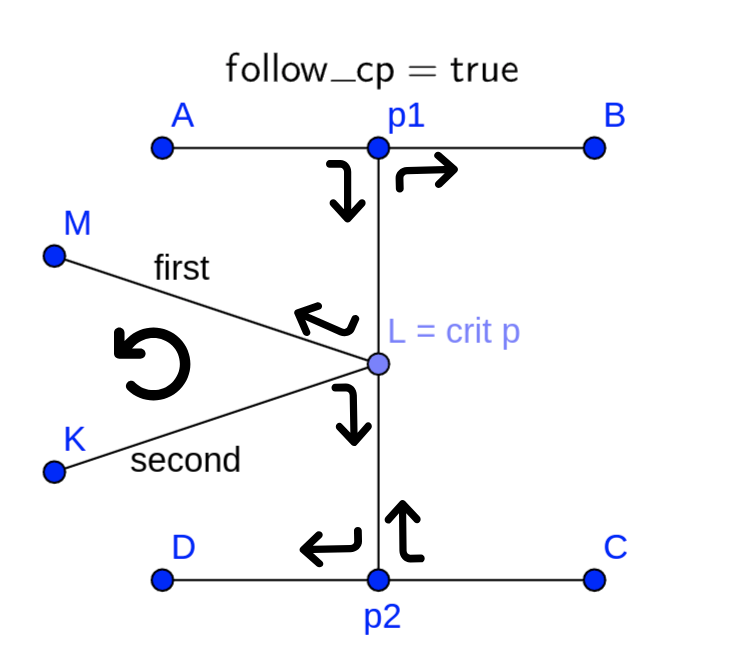 follow_cp = true
A
p1
B
M
first
L = crit p
K
second
D
C
p2